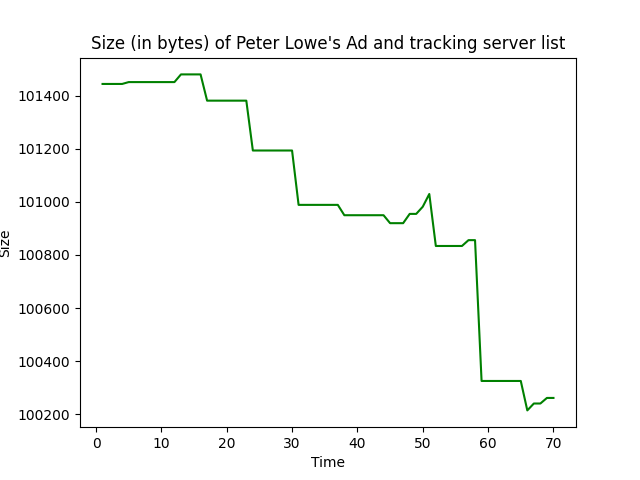 Size (in bytes) of Peter Lowe's Ad and tracking server list
101400
101200
101000
100800
100600
100400
100200
Size
0 10 20 30 40 50 60 70
Time